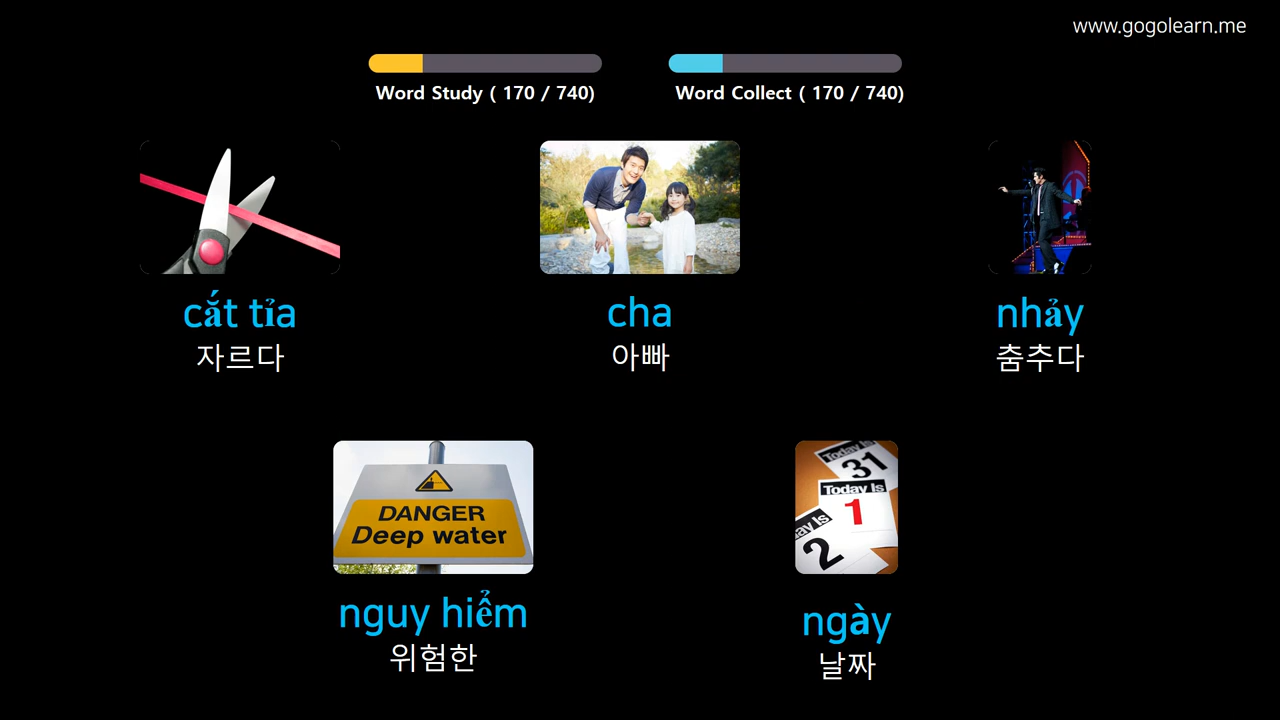 www.gogolearn.me
Word Study ( 170 / 740)
Word Collect ( 170 / 740)
cắt tỉa
자르다
cha
아빠
nhảy
춤추다
DANGER
Deep water
nguy hiểm
위험한
Today Is
31
Today Is
1
ay Is
2
ngày
날짜